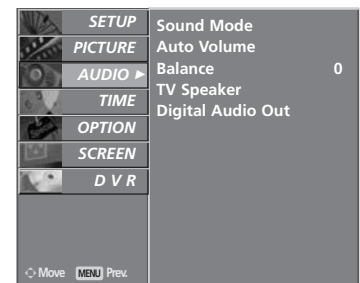 SETUP
PICTURE
AUDIO
TIME
OPTION
SCREEN
D V R
Sound Mode
Auto Volume
Balance 0
TV Speaker
Digital Audio Out
Move MENU Prev.